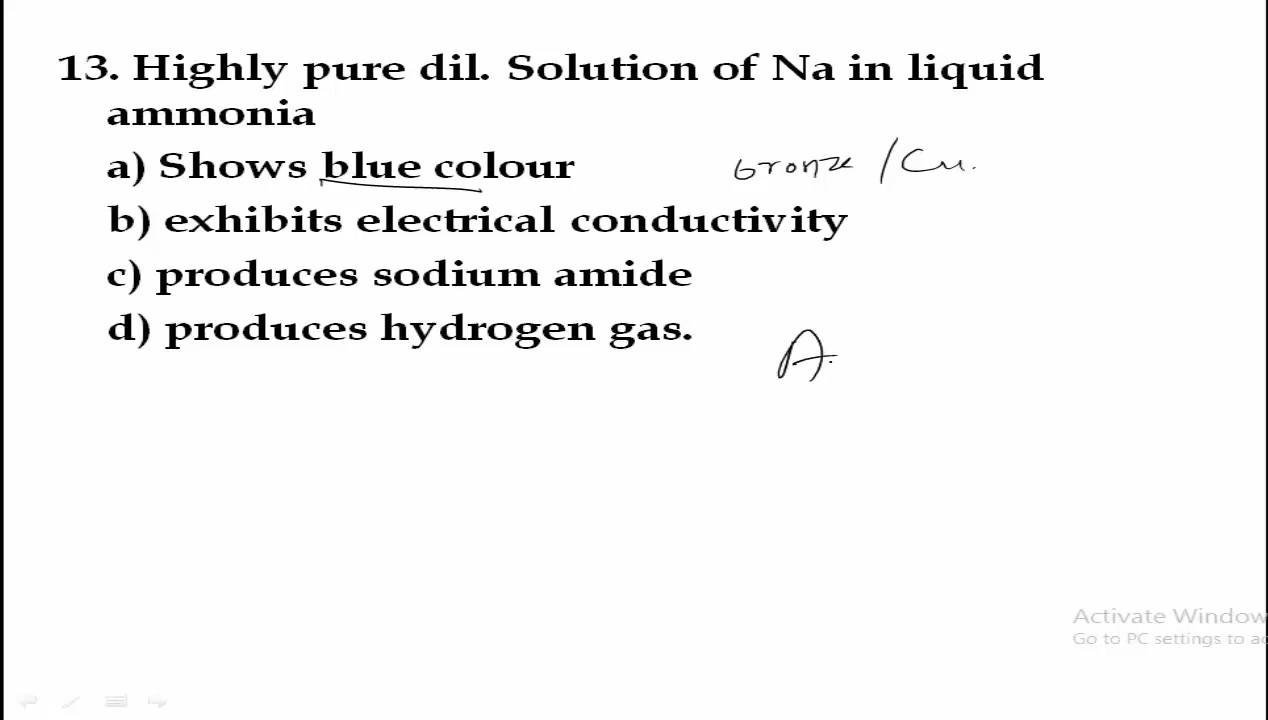 13. Highly pure dil. Solution of Na in liquid
ammonia
a) Shows blue colour bronze / Cu.
b) exhibits electrical conductivity
c) produces sodium amide
d) produces hydrogen gas.
A.
Activate Window
Go to PC settings to ac